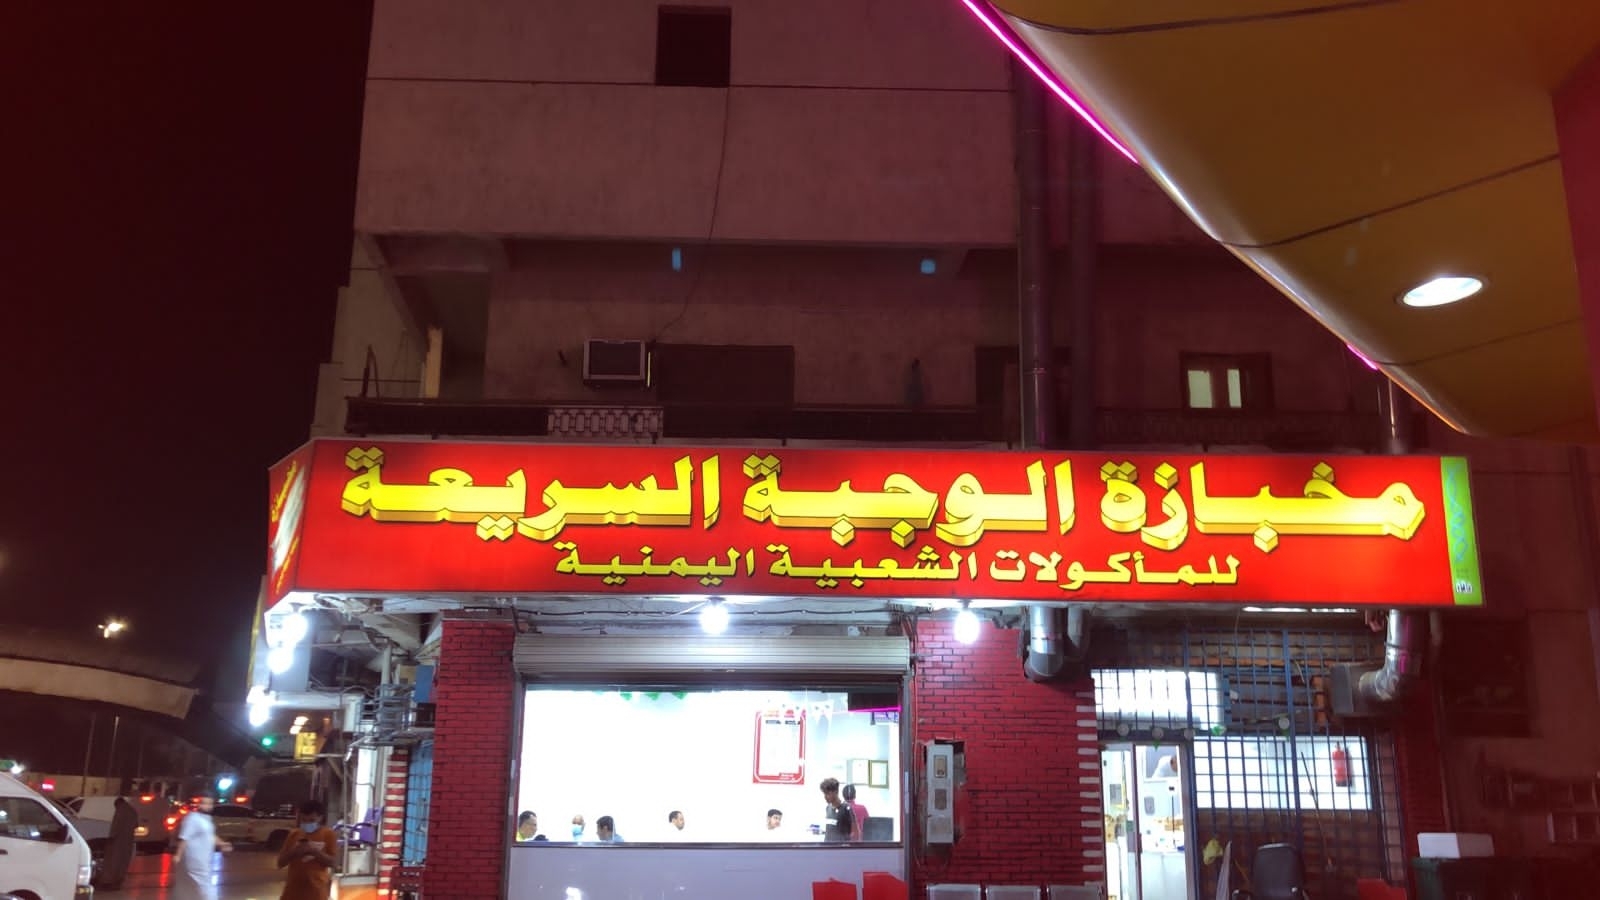 مخبازة الوجبة السريعة
للمأكولات الشعبية اليمنية